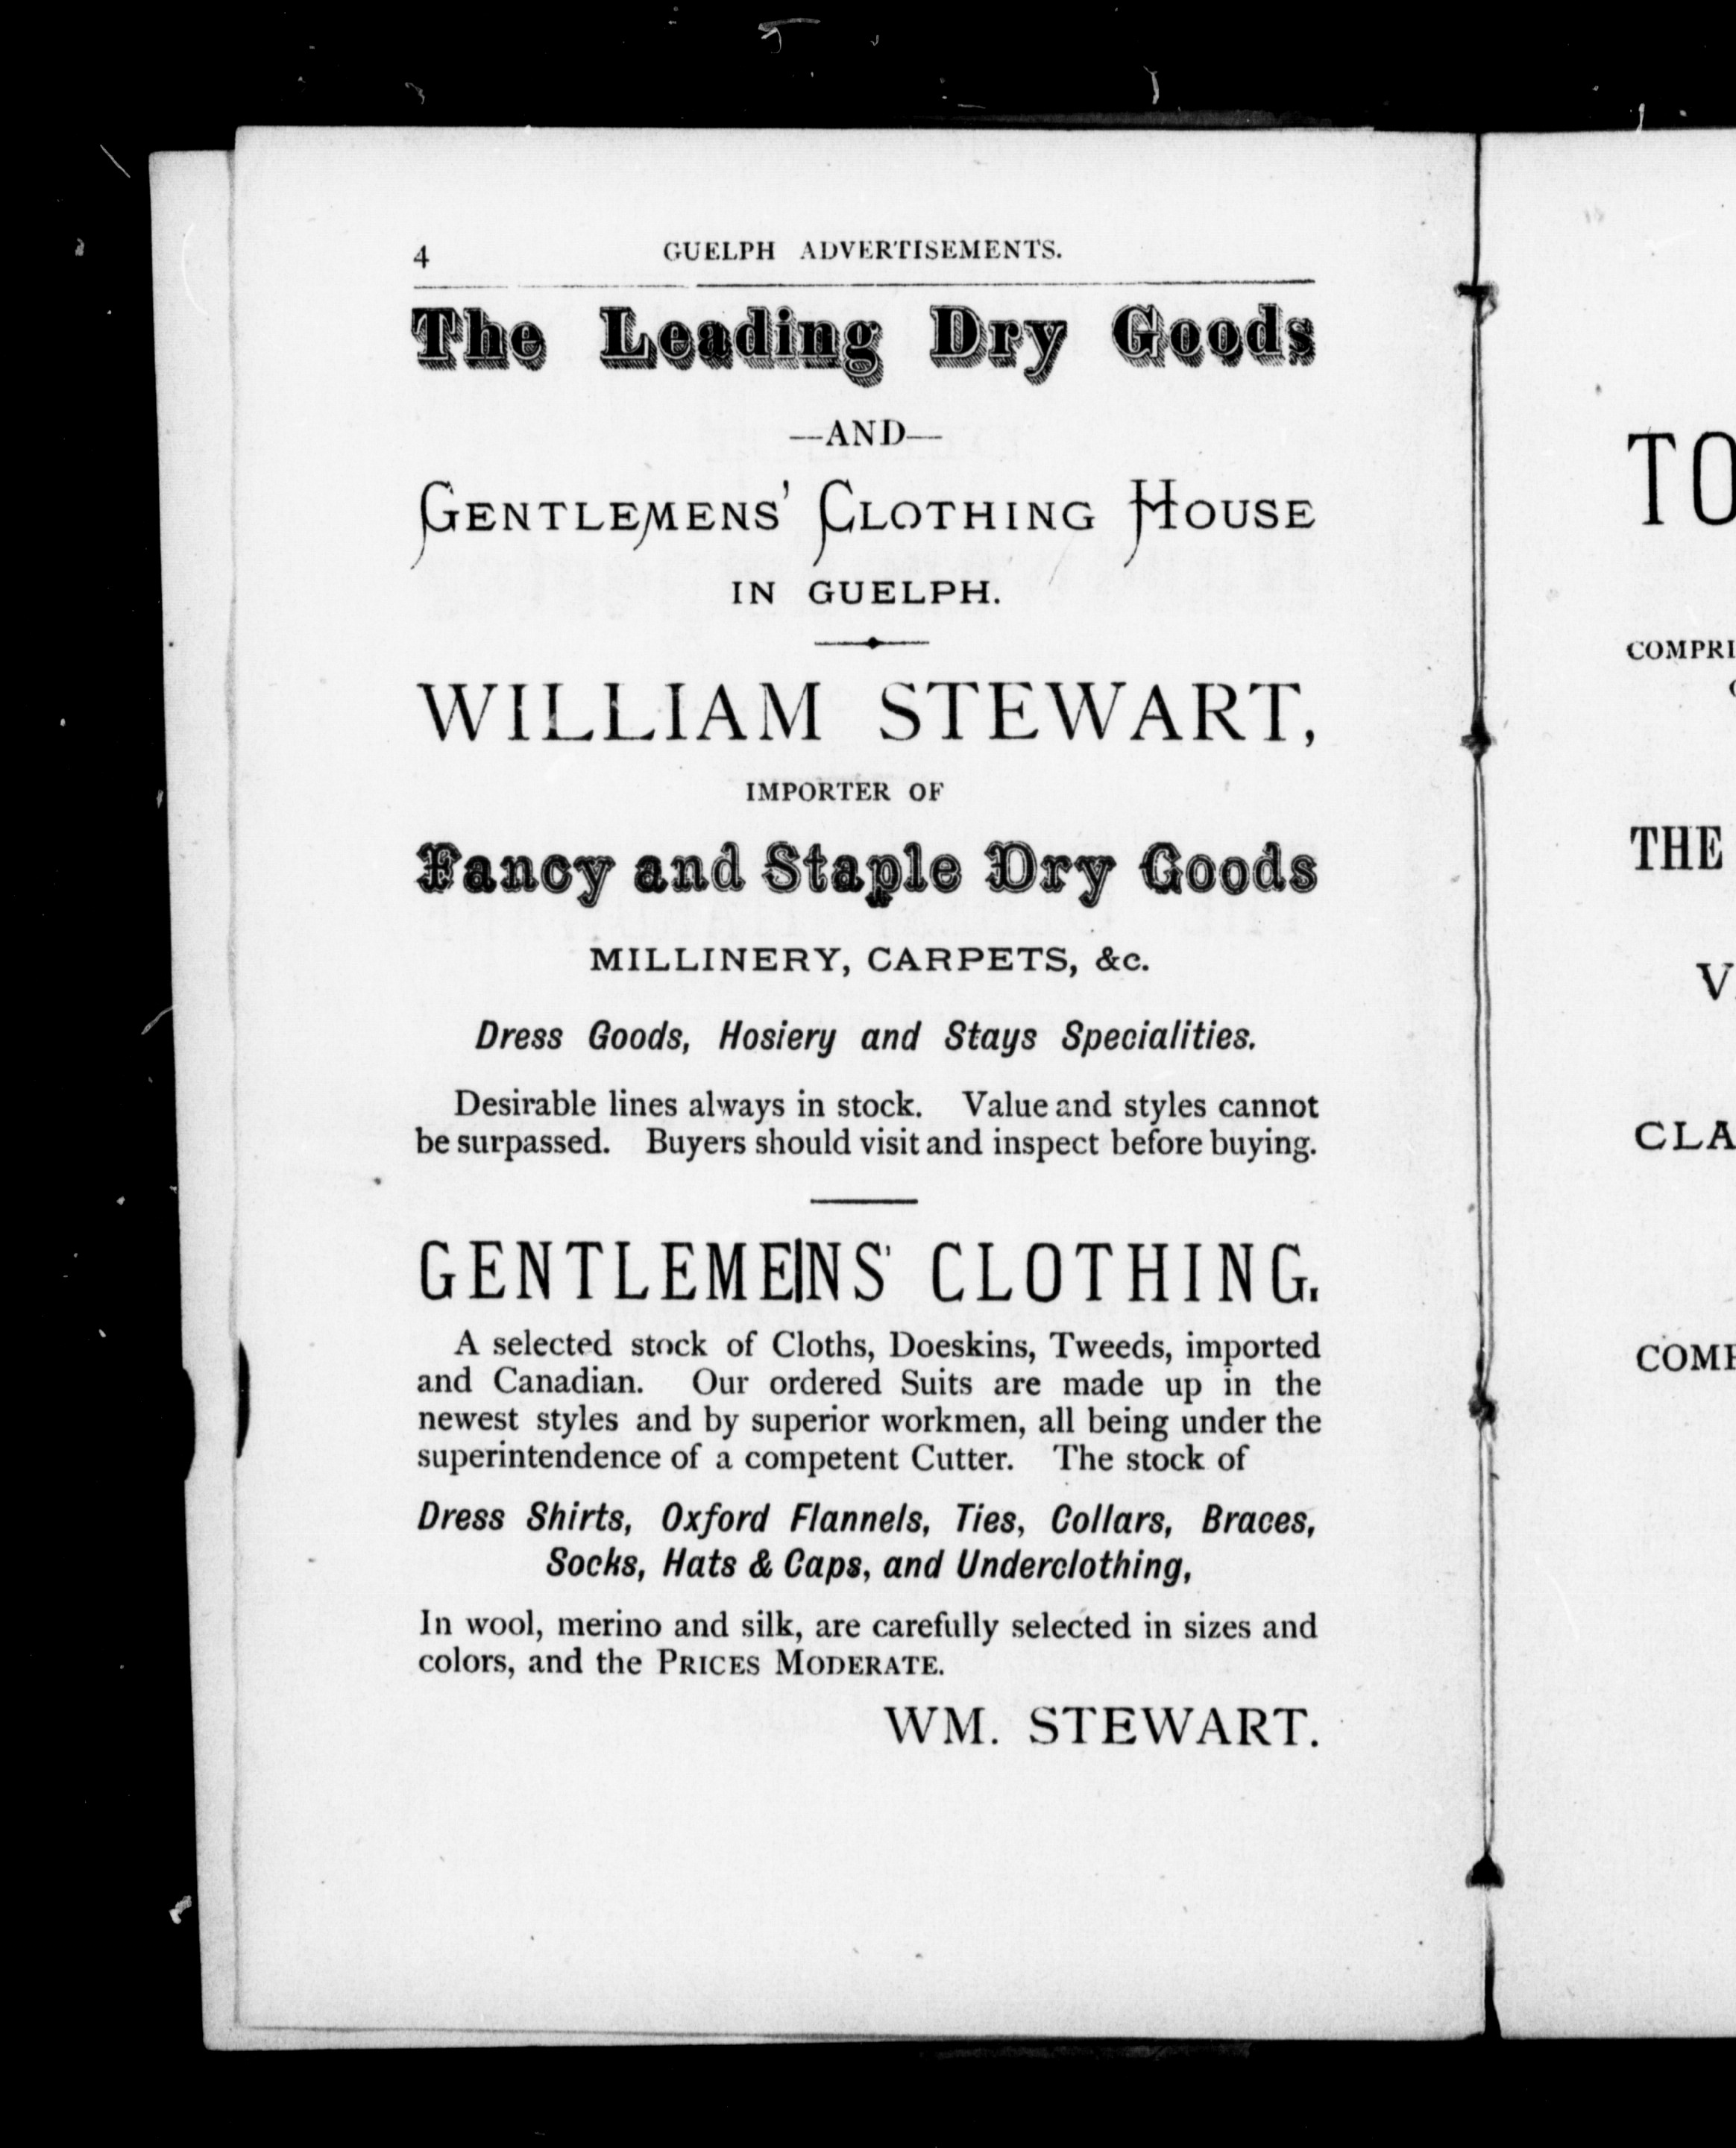 4 GUELPH ADVERTISEMENTS.
The Leading Dry Goods
—AND—
GENTLEMENS' CLOTHING HOUSE
IN GUELPH.
WILLIAM STEWART,
IMPORTER OF
Fancy and Staple Dry Goods
MILLINERY, CARPETS, &c.
Dress Goods, Hosiery and Stays Specialities.
Desirable lines always in stock. Value and styles cannot
be surpassed. Buyers should visit and inspect before buying.
GENTLEMENS' CLOTHING.
A selected stock of Cloths, Doeskins, Tweeds, imported
and Canadian. Our ordered Suits are made up in the
newest styles and by superior workmen, all being under the
superintendence of a competent Cutter. The stock of
Dress Shirts, Oxford Flannels, Ties, Collars, Braces,
Socks, Hats & Caps, and Underclothing,
In wool, merino and silk, are carefully selected in sizes and
colors, and the PRICES MODERATE.
WM. STEWART.
TO
COMPRI
THE
V
CLA